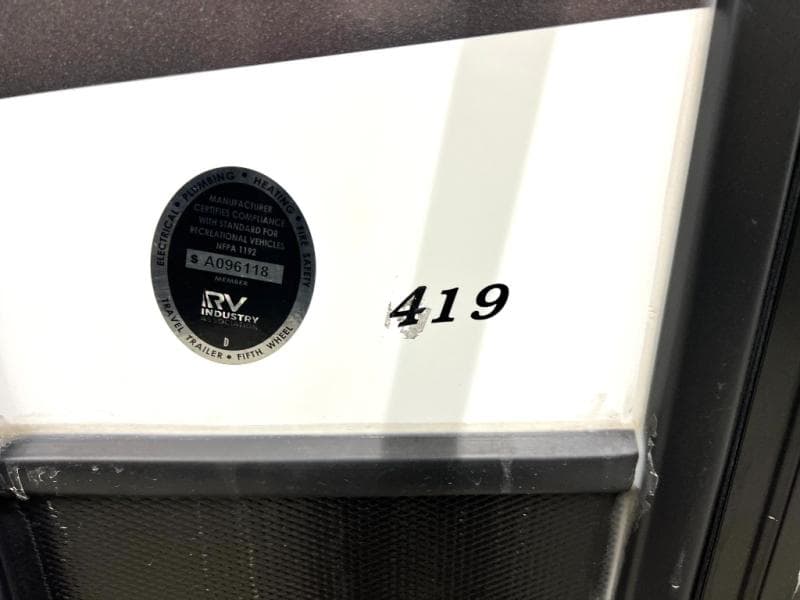 ELECTRICAL • PLUMBING • HEATING • FIRE SAFETY
MANUFACTURER
CERTIFIES COMPLIANCE
WITH STANDARD FOR
RECREATIONAL VEHICLES
NFPA 1192
$ A096118
MEMBER
RV
INDUSTRY
ASSOCIATION
D
TRAVEL TRAILER • FIFTH WHEEL
419